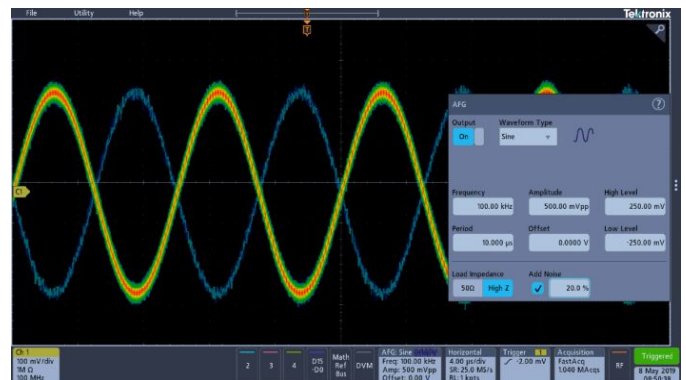 File Utility Help Tektronix
T
C1
AFG ?
Output Waveform Type
On Sine
Frequency Amplitude High Level
100.00 kHz 500.00 mVpp 250.00 mV
Period Offset Low Level
10.000 µs 0.0000 V -250.00 mV
Load Impedance Add Noise
50Ω High Z 20.0 %
Ch 1
100 mV/div
1M Ω
100 MHz
2 3 4 D15 -D0 Math Ref Bus DVM
AFG: Sine
Freq: 100.00 kHz
Amp: 500 mVpp
Offset: 0.00 V
Horizontal
4.00 µs/div
SR: 25.0 MS/s
RL: 1 kpts
Trigger 1
-2.00 mV
Acquisition
FastAcq
1.040 MAcqs
RF
Triggered
8 May 2019